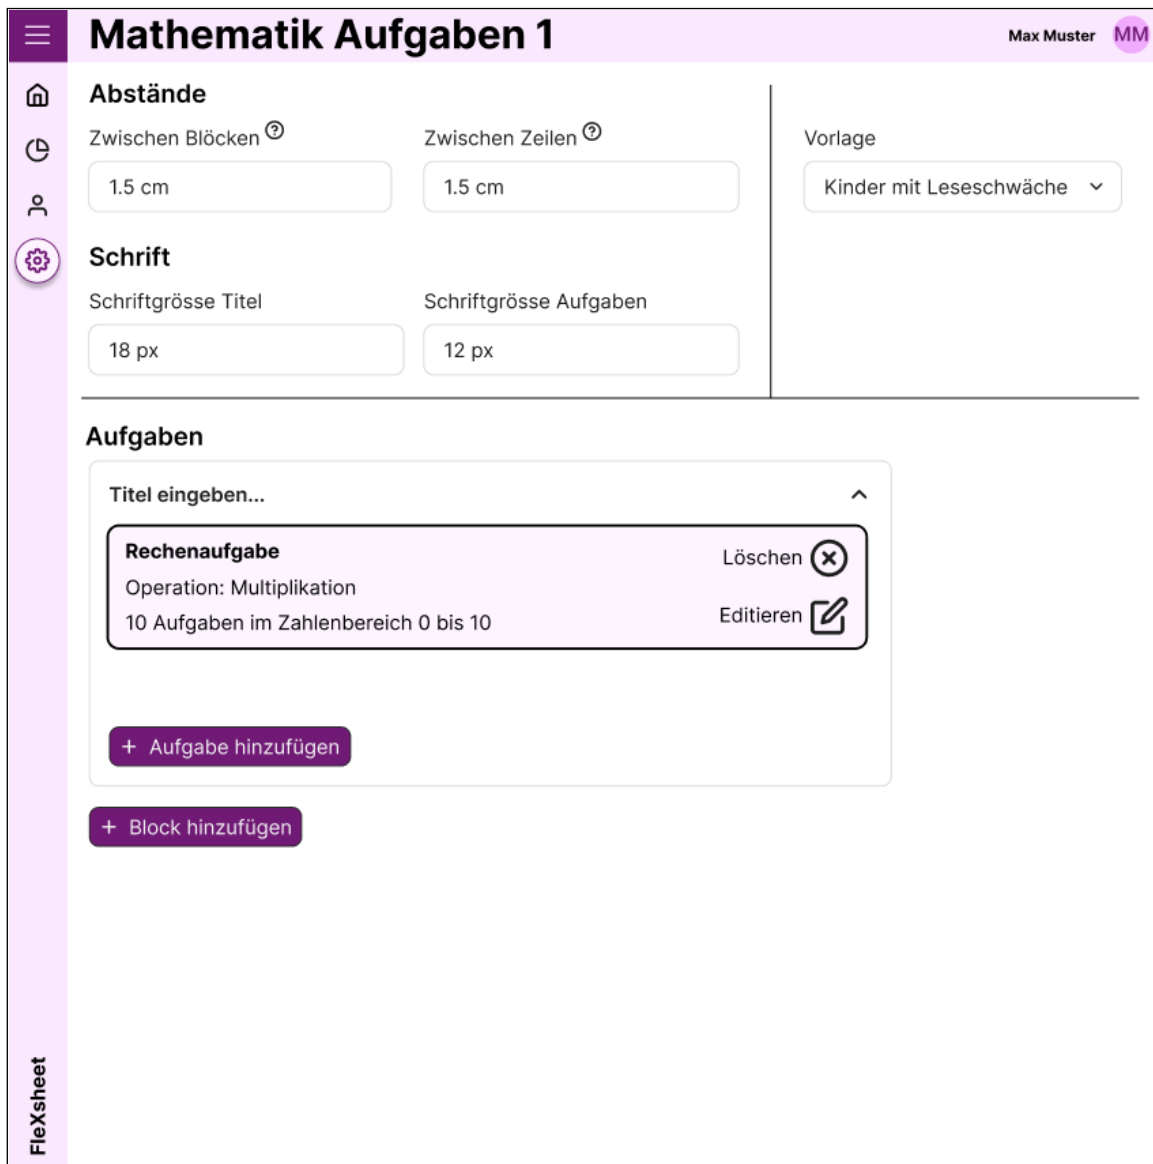 Mathematik Aufgaben 1
Max Muster
MM
Abstände
Zwischen Blöcken
Zwischen Zeilen
Vorlage
1.5 cm
1.5 cm
Kinder mit Leseschwäche
Schrift
Schriftgrösse Titel
Schriftgrösse Aufgaben
18 px
12 px
Aufgaben
Titel eingeben...
Rechenaufgabe
Löschen
Operation: Multiplikation
10 Aufgaben im Zahlenbereich 0 bis 10
Editieren
+ Aufgabe hinzufügen
+ Block hinzufügen
FleXsheet